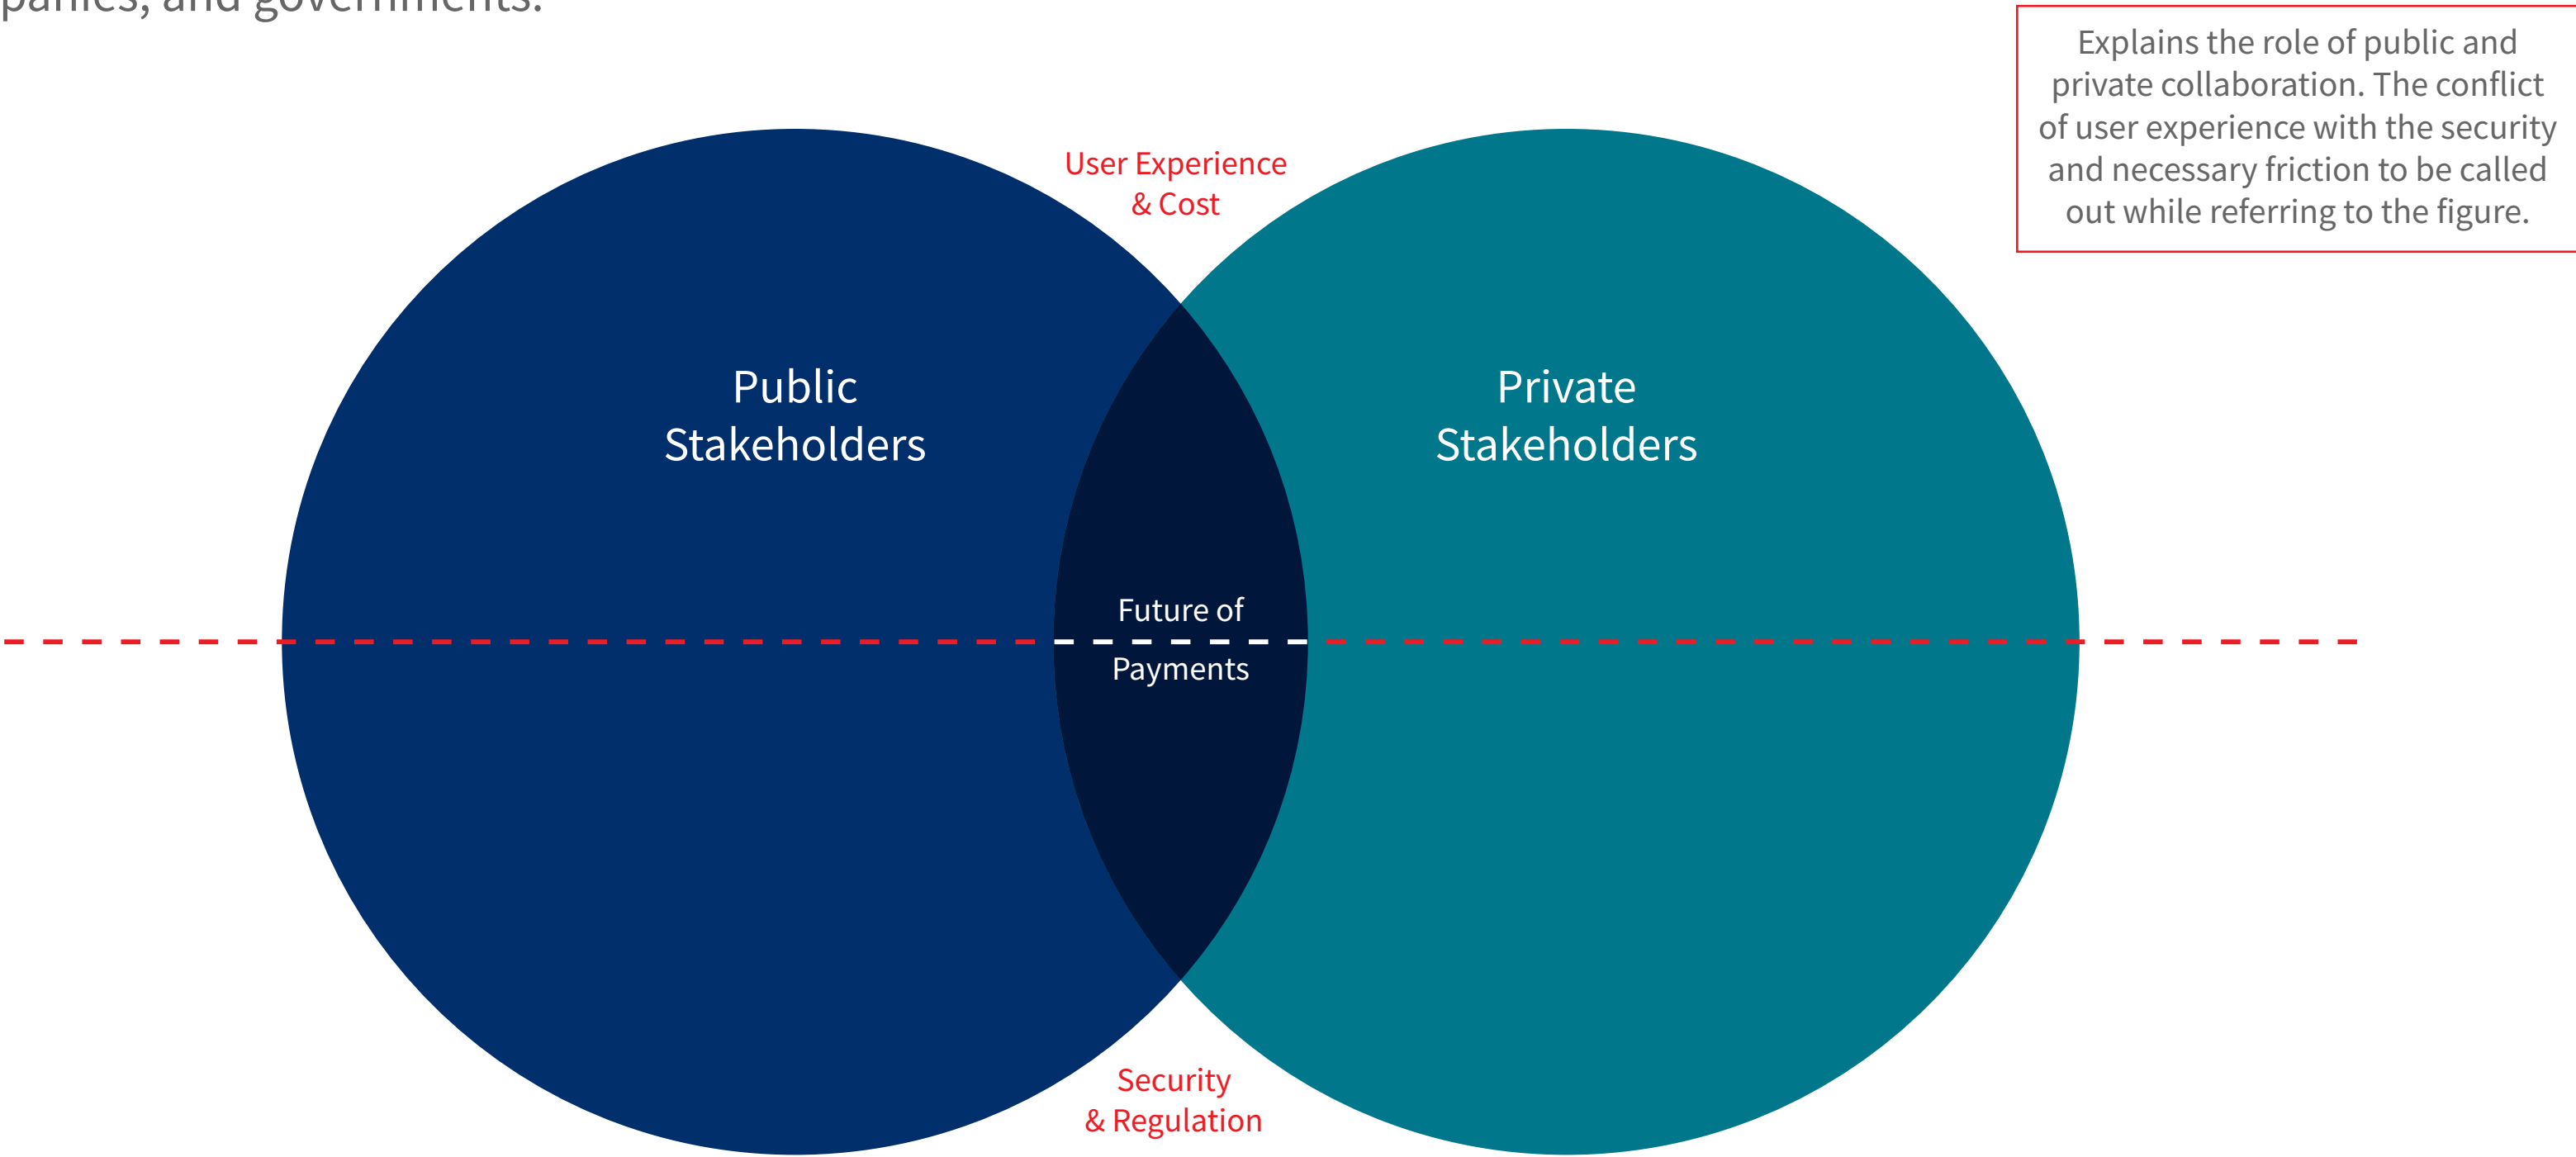 and governments.
Explains the role of public and
private collaboration. The conflict
of user experience with the security
and necessary friction to be called
out while referring to the figure.
User Experience
& Cost
Public
Stakeholders
Private
Stakeholders
Future of
Payments
Security
& Regulation